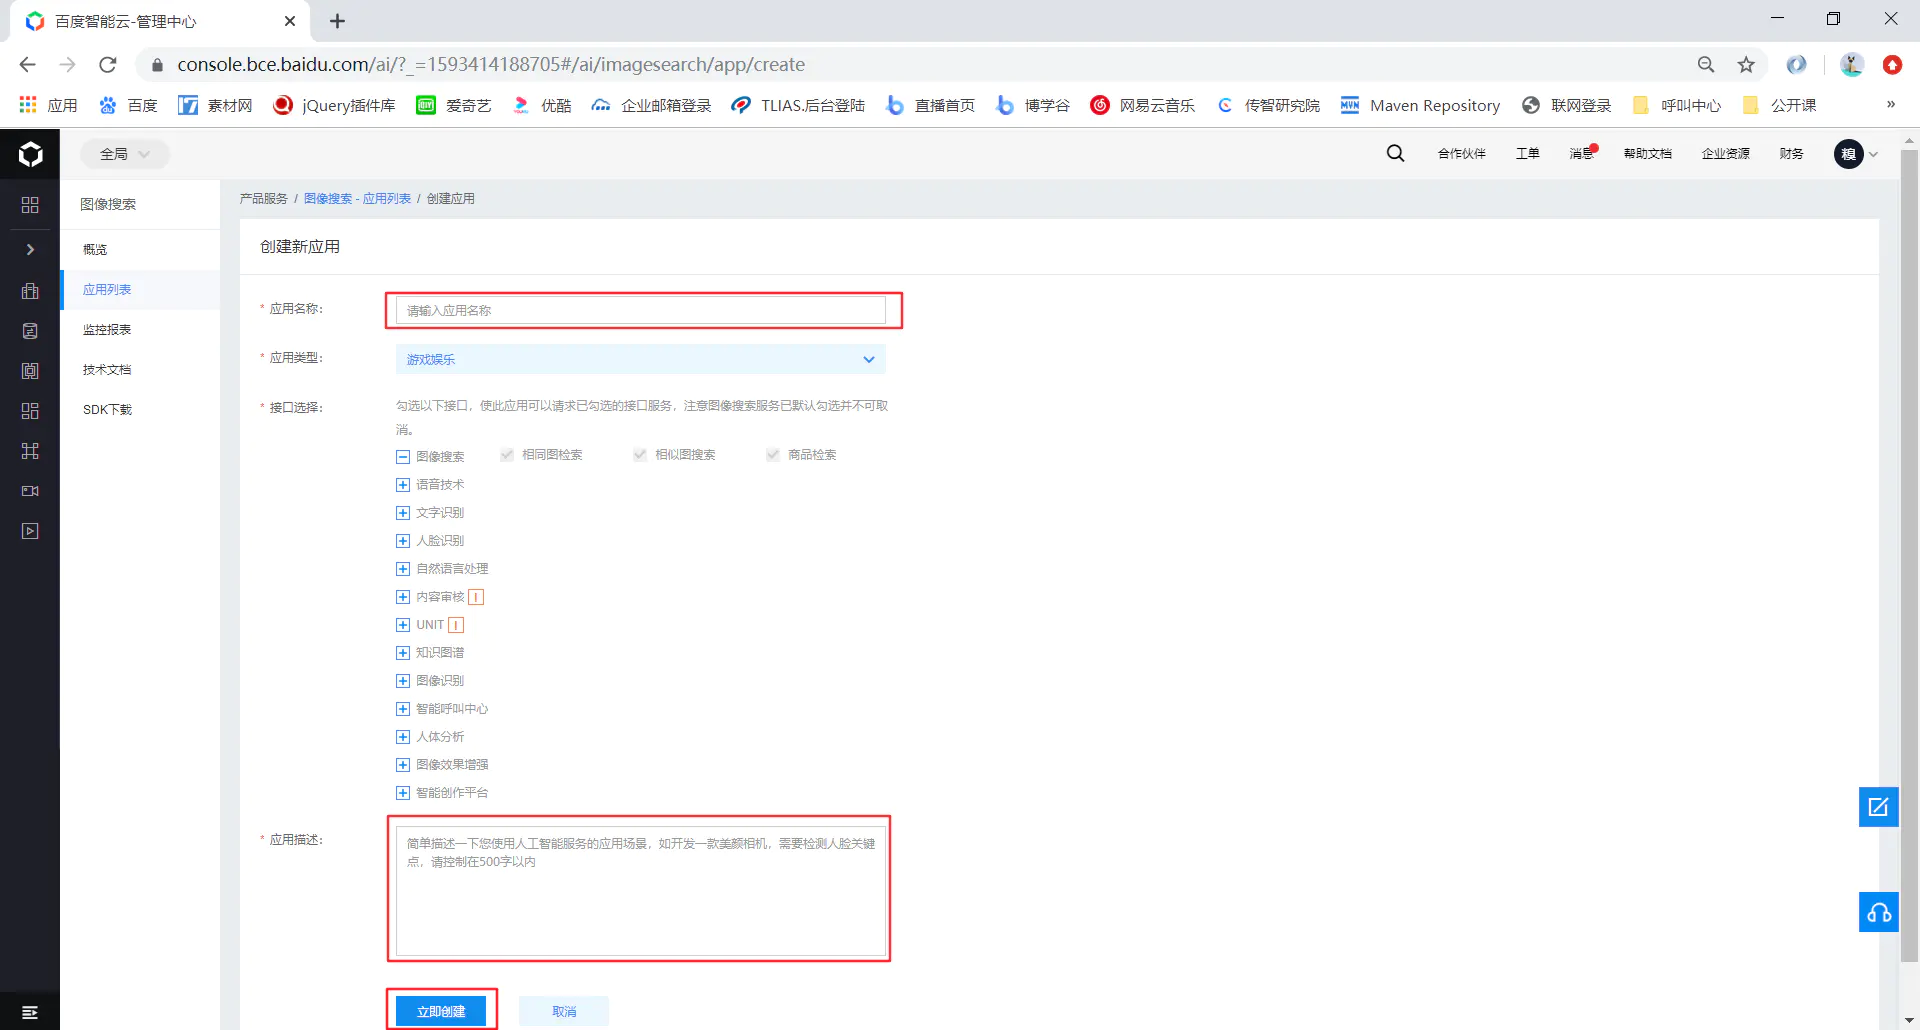 百度智能云-管理中心
console.bce.baidu.com/ai/?_=1593414188705#/ai/imagesearch/app/create
应用 百度 素材网 jQuery插件库 爱奇艺 优酷 企业邮箱登录 TLIAS.后台登陆 直播首页 博学谷 网易云音乐 传智研究院 Maven Repository 联网登录 呼叫中心 公开课
全局 合作伙伴 工单 消息 帮助文档 企业资源 财务
图像搜索
概览
应用列表
监控报表
技术文档
SDK下载
产品服务 / 图像搜索 - 应用列表 / 创建应用
创建新应用
* 应用名称: 请输入应用名称
* 应用类型: 游戏娱乐
* 接口选择: 勾选以下接口，使此应用可以请求已勾选的接口服务，注意图像搜索服务已默认勾选并不可取
消。
图像搜索 相同图检索 相似图搜索 商品检索
语音技术
文字识别
人脸识别
自然语言处理
内容审核
UNIT
知识图谱
图像识别
智能呼叫中心
人体分析
图像效果增强
智能创作平台
* 应用描述: 简单描述一下您使用人工智能服务的应用场景，如开发一款美颜相机，需要检测人脸关键
点，请控制在500字以内
立即创建 取消